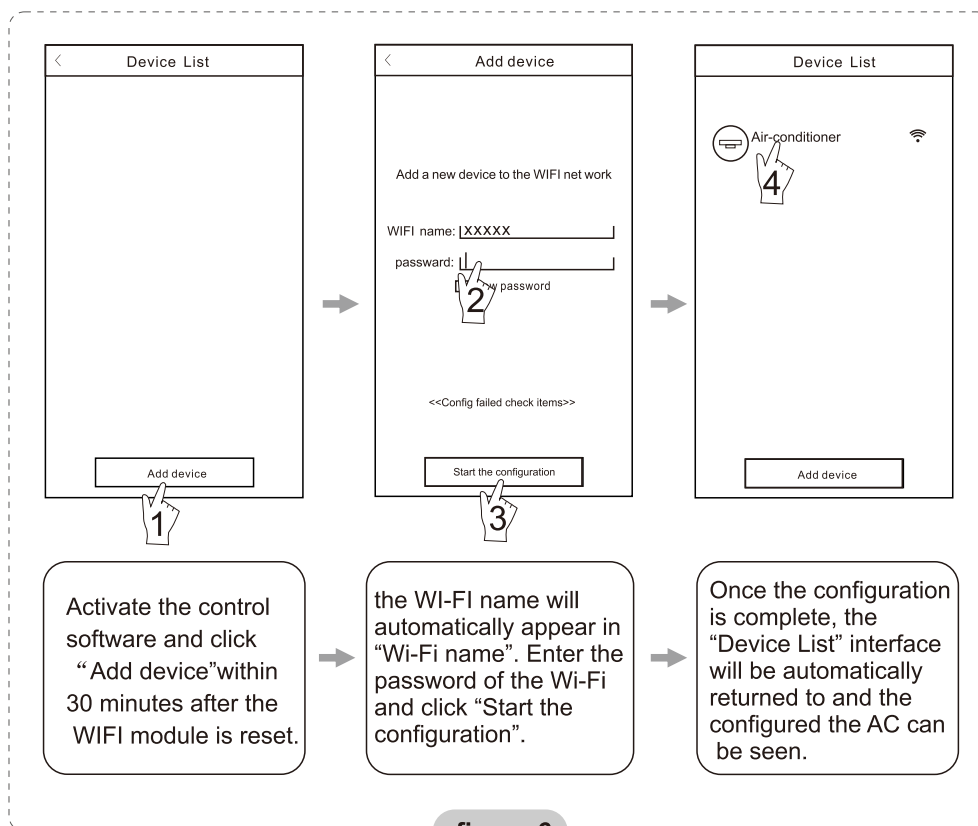 Device List
Add device
1
Activate the control
software and click
“Add device”within
30 minutes after the
WIFI module is reset.
Add device
Add a new device to the WIFI net work
WIFI name: XXXXX
passward:
password
2
<<Config failed check items>>
Start the configuration
3
the WI-FI name will
automatically appear in
“Wi-Fi name”. Enter the
password of the Wi-Fi
and click “Start the
configuration”.
Device List
Air-conditioner
4
Add device
Once the configuration
is complete, the
“Device List” interface
will be automatically
returned to and the
configured the AC can
be seen.